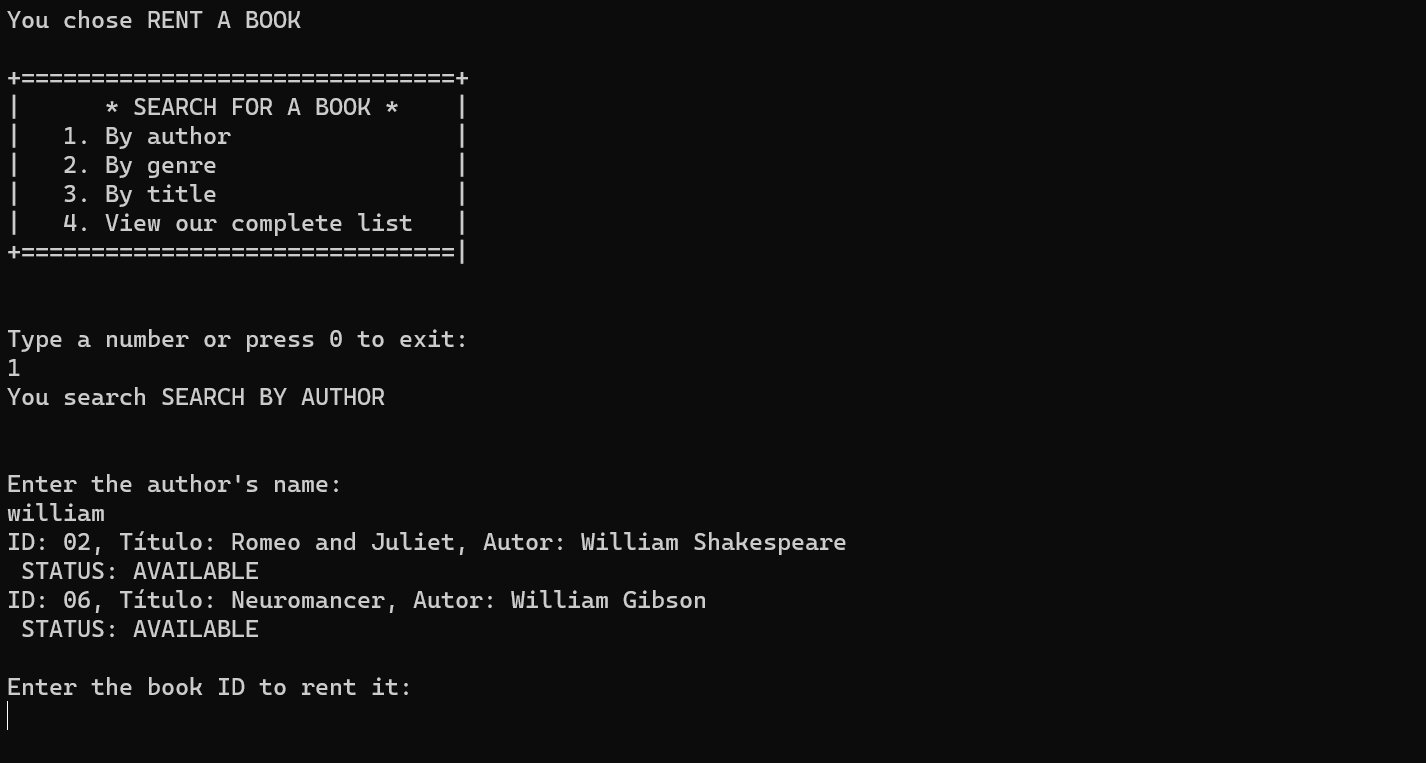 You chose RENT A BOOK
+===============================+
|      * SEARCH FOR A BOOK *    |
|   1. By author                |
|   2. By genre                 |
|   3. By title                 |
|   4. View our complete list   |
+===============================|
Type a number or press 0 to exit:
1
You search SEARCH BY AUTHOR
Enter the author's name:
william
ID: 02, Título: Romeo and Juliet, Autor: William Shakespeare
 STATUS: AVAILABLE
ID: 06, Título: Neuromancer, Autor: William Gibson
 STATUS: AVAILABLE
Enter the book ID to rent it: